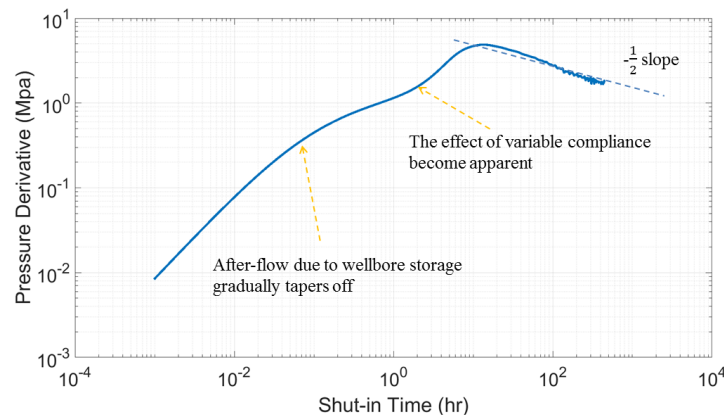 10^1
10^0
10^-1
10^-2
10^-3
Pressure Derivative (Mpa)
-1/2 slope
The effect of variable compliance
become apparent
After-flow due to wellbore storage
gradually tapers off
10^-4
10^-2
10^0
10^2
10^4
Shut-in Time (hr)